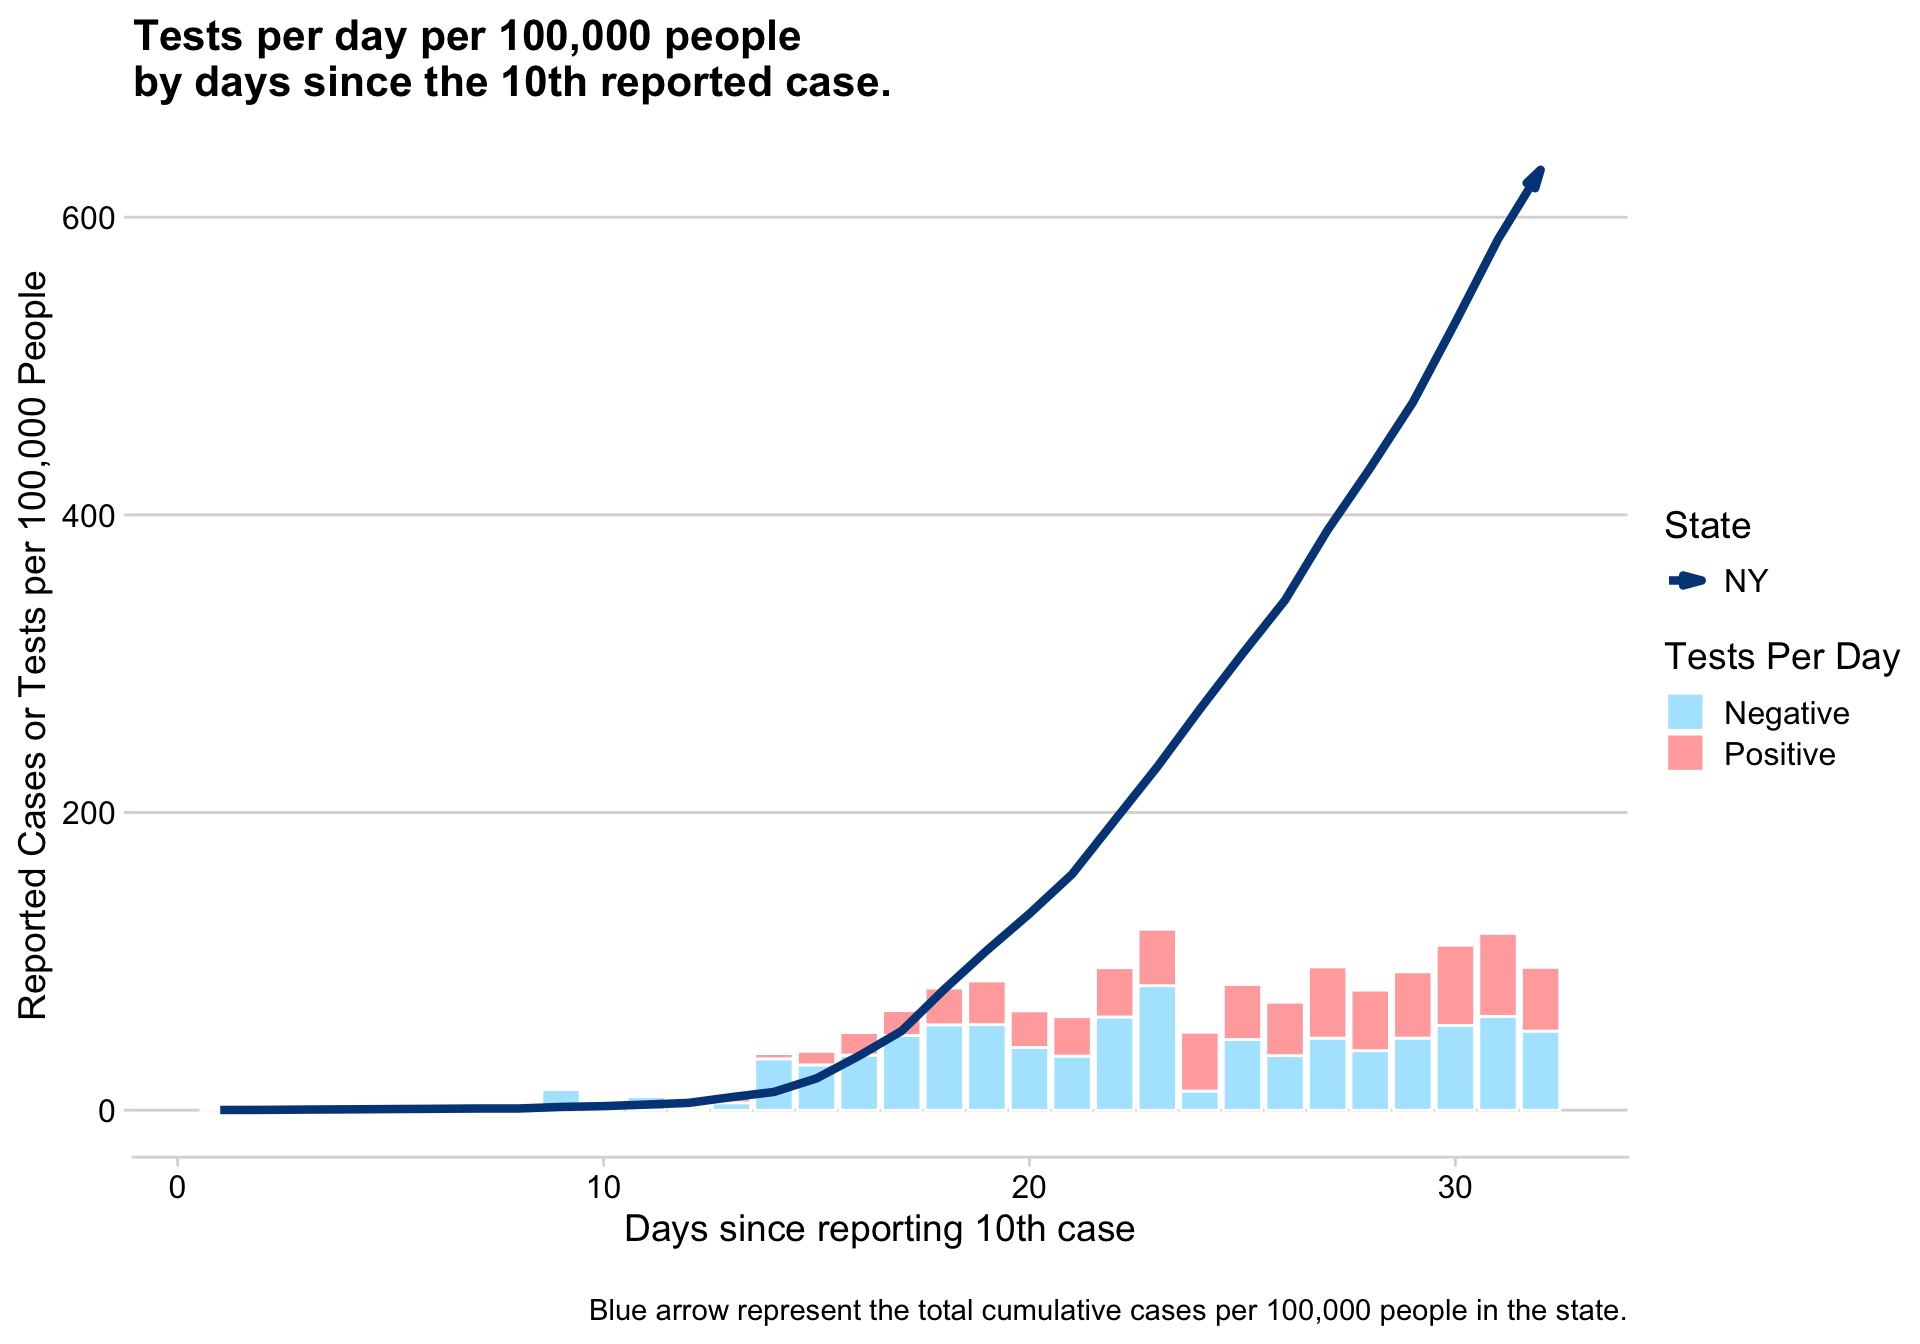 Tests per day per 100,000 people
by days since the 10th reported case.
Reported Cases or Tests per 100,000 People
600
400
200
0
0
10
20
30
Days since reporting 10th case
State
NY
Tests Per Day
Negative
Positive
Blue arrow represent the total cumulative cases per 100,000 people in the state.